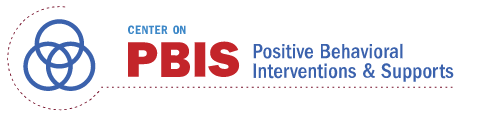 CENTER ON
PBIS
Positive Behavioral
Interventions & Supports